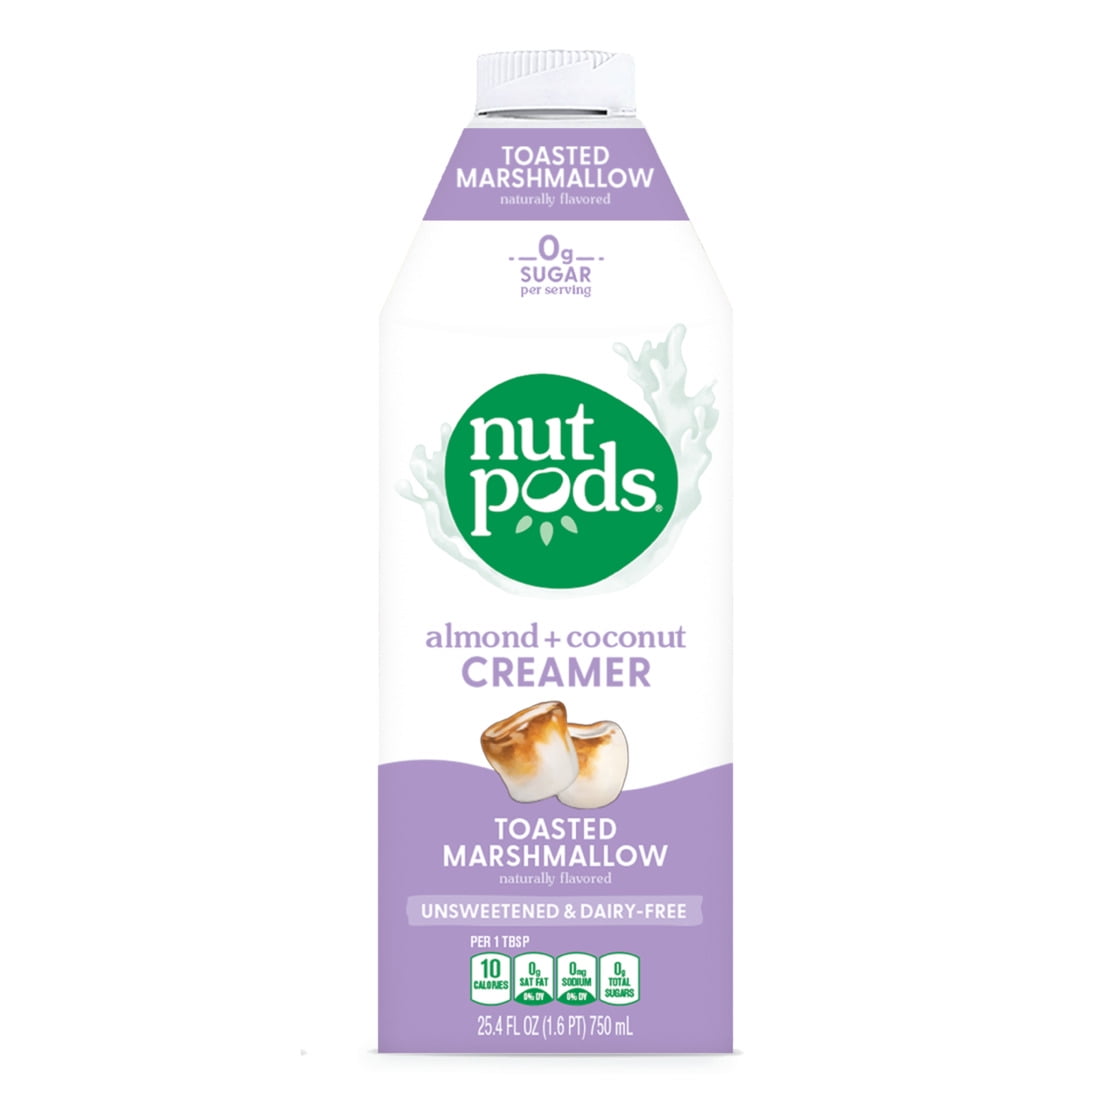 TOASTED
MARSHMALLOW
naturally flavored
0g
SUGAR
per serving
nut
pods®
almond + coconut
CREAMER
TOASTED
MARSHMALLOW
naturally flavored
UNSWEETENED & DAIRY-FREE
PER 1 TBSP
10 CALORIES
0g SAT FAT 0% DV
0mg SODIUM 0% DV
0g TOTAL SUGARS
25.4 FL OZ (1.6 PT) 750 mL